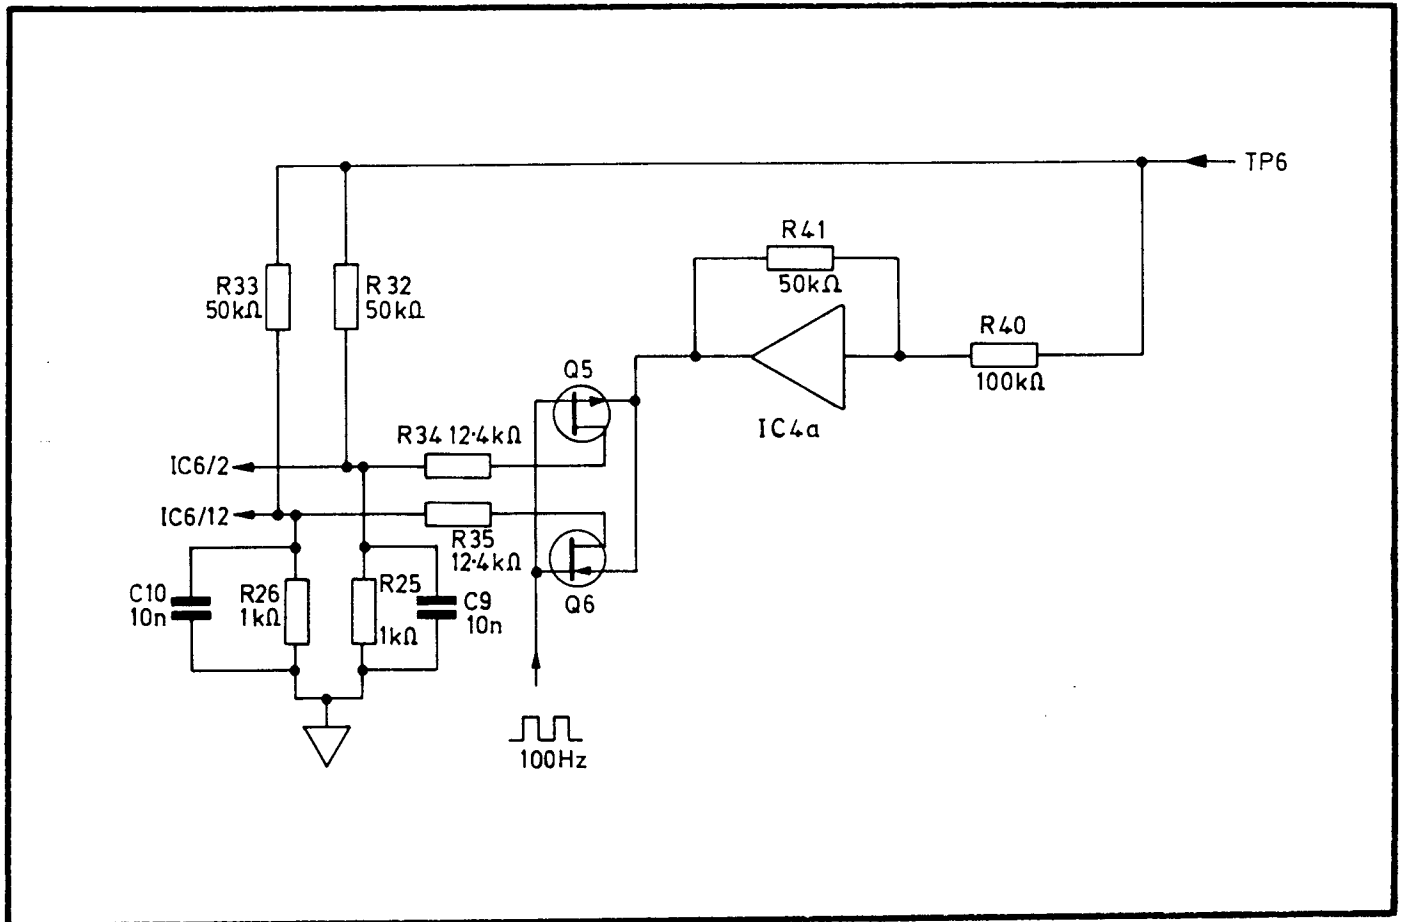 TP6
R41
50kΩ
R33
50kΩ
R32
50kΩ
R40
100kΩ
Q5
IC4a
R34 12·4kΩ
IC6/2
IC6/12
R35
12·4kΩ
C10
10n
R26
1kΩ
R25
1kΩ
C9
10n
Q6
100Hz